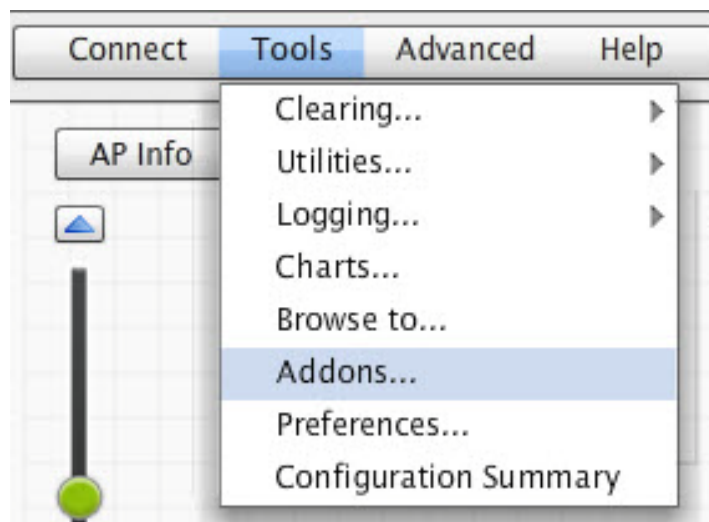 Connect Tools Advanced Help
AP Info
Clearing...
Utilities...
Logging...
Charts...
Browse to...
Addons...
Preferences...
Configuration Summary